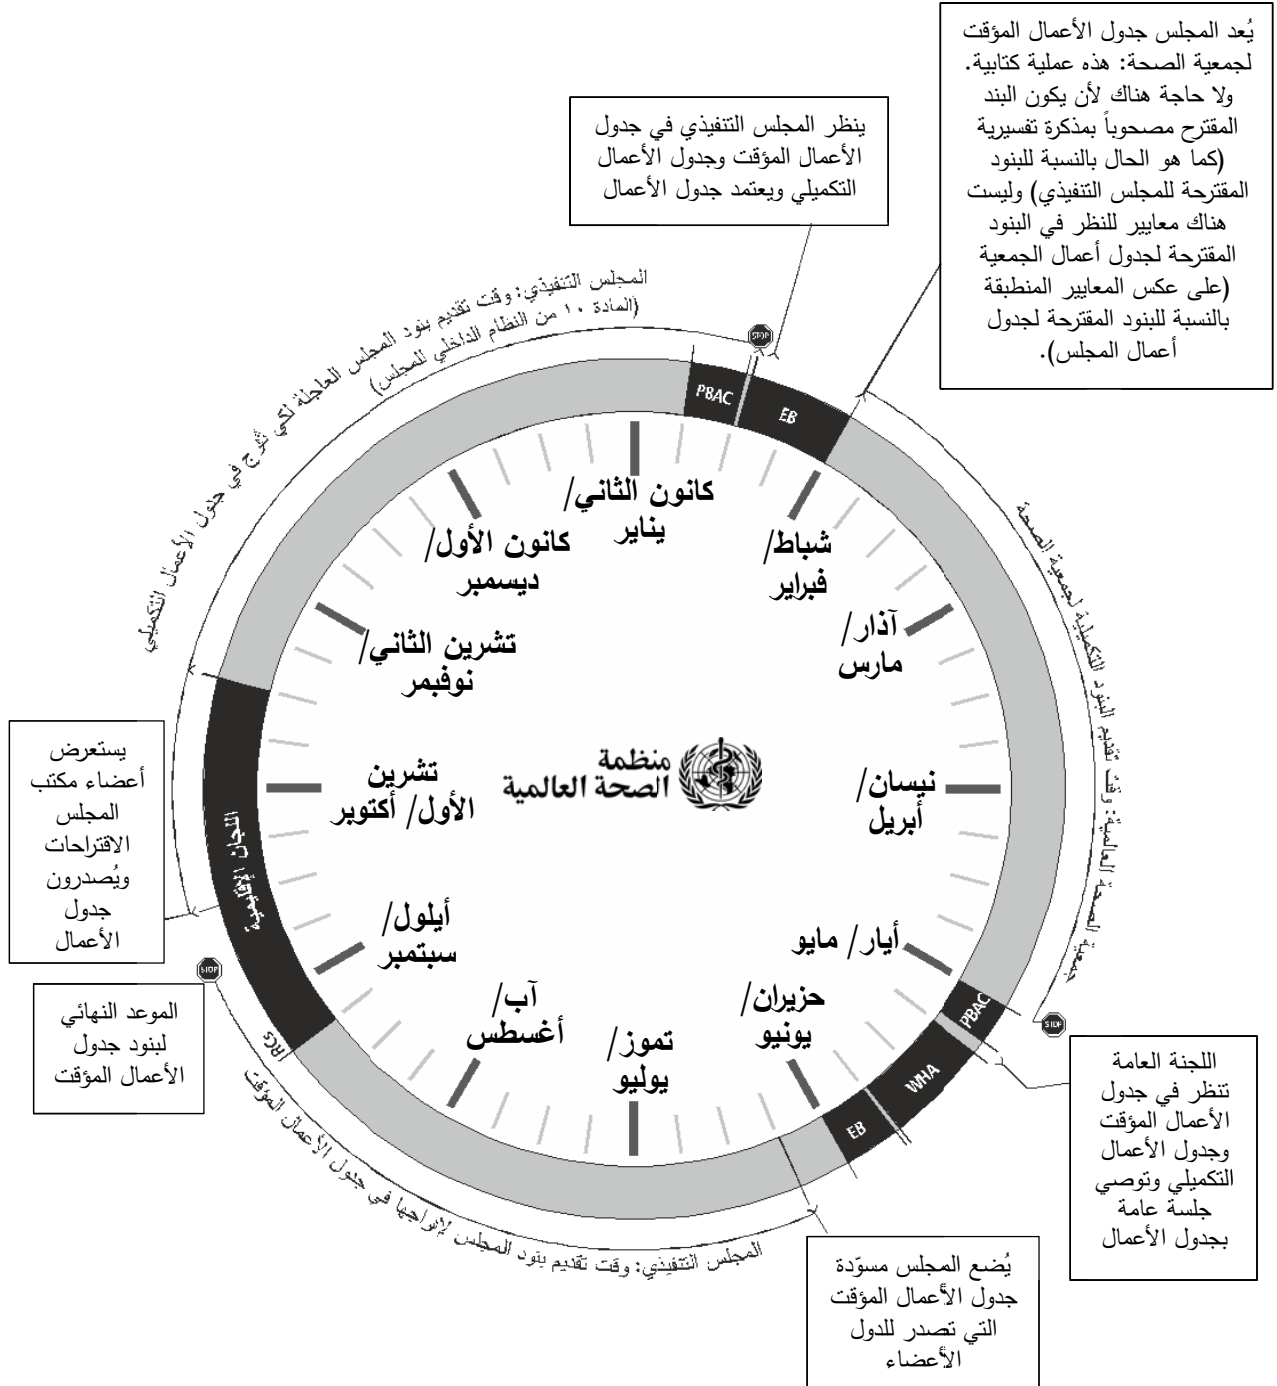 يُعد المجلس جدول الأعمال المؤقت
لجمعية الصحة: هذه عملية كتابية.
ولا حاجة هناك لأن يكون البند
المقترح مصحوباً بمذكرة تفسيرية
(كما هو الحال بالنسبة للبنود
المقترحة للمجلس التنفيذي) وليست
هناك معايير للنظر في البنود
المقترحة لجدول أعمال الجمعية
(على عكس المعايير المنطبقة
بالنسبة للبنود المقترحة لجدول
أعمال المجلس).
ينظر المجلس التنفيذي في جدول
الأعمال المؤقت وجدول الأعمال
التكميلي ويعتمد جدول الأعمال
المجلس التنفيذي: وقت تقديم بنود المجلس العاجلة لكي تُدرج في جدول الأعمال التكميلي
(المادة ١٠ من النظام الداخلي للمجلس)
STOP
PBAC
EB
كانون الثاني/
يناير
شباط/
فبراير
آذار/
مارس
نيسان/
أبريل
أيار/ مايو
حزيران/
يونيو
تموز/
يوليو
آب/
أغسطس
أيلول/
سبتمبر
تشرين
الأول/ أكتوبر
تشرين الثاني/
نوفبمر
كانون الأول/
ديسمبر
منظمة
الصحة العالمية
جمعية الصحة العالمية: وقت تقديم البنود التكميلية لجمعية الصحة
STOP
PBAC
WHA
EB
اللجنة العامة
تنظر في جدول
الأعمال المؤقت
وجدول الأعمال
التكميلي وتوصي
جلسة عامة
بجدول الأعمال
يُضع المجلس مسوّدة
جدول الأعمال المؤقت
التي تصدر للدول
الأعضاء
المجلس التنفيذي: وقت تقديم بنود المجلس لإدراجها في جدول الأعمال المؤقت
RCs
اللجان الإقليمية
STOP
الموعد النهائي
لبنود جدول
الأعمال المؤقت
يستعرض
أعضاء مكتب
المجلس
الاقتراحات
ويُصدرون
جدول
الأعمال